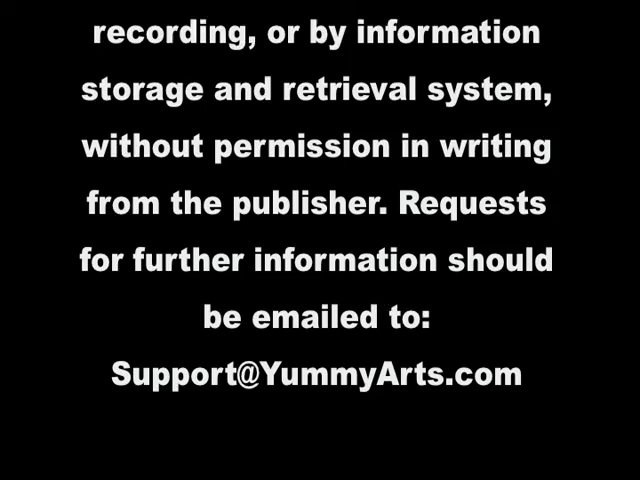 recording, or by information
storage and retrieval system,
without permission in writing
from the publisher. Requests
for further information should
be emailed to:
Support@YummyArts.com